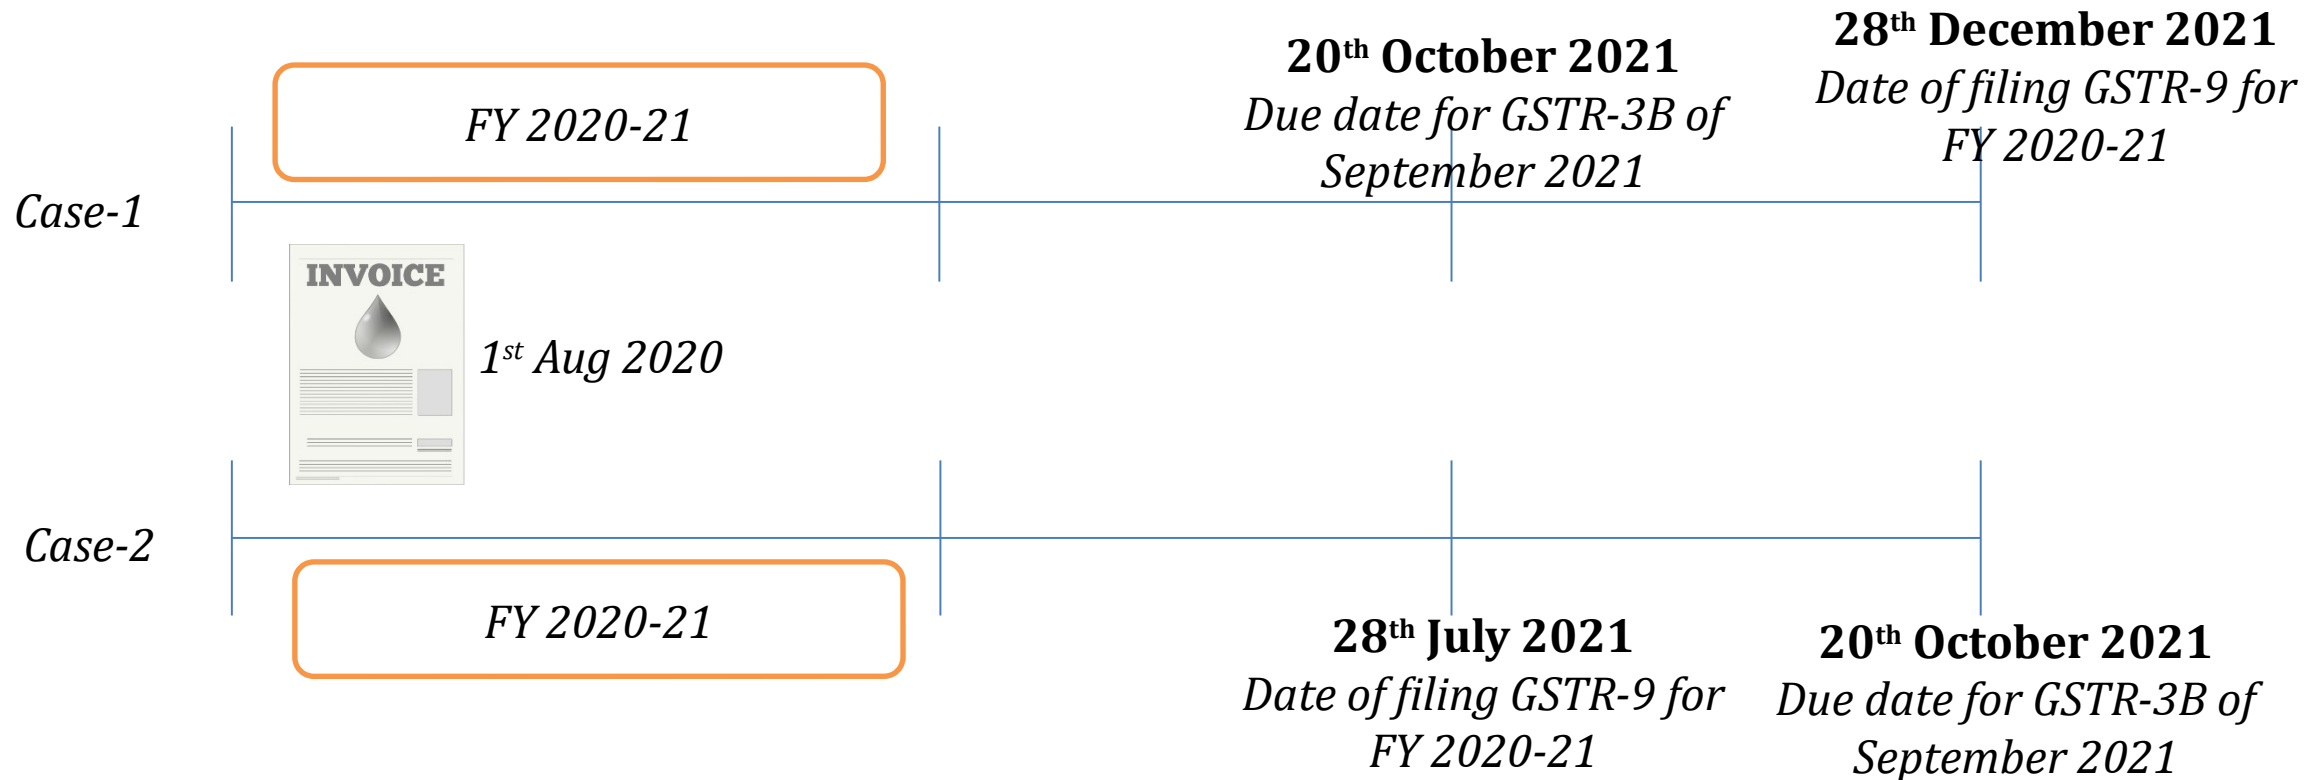 28th December 2021
Date of filing GSTR-9 for
FY 2020-21
20th October 2021
Due date for GSTR-3B of
September 2021
FY 2020-21
Case-1
INVOICE
1st Aug 2020
Case-2
FY 2020-21
28th July 2021
Date of filing GSTR-9 for
FY 2020-21
20th October 2021
Due date for GSTR-3B of
September 2021